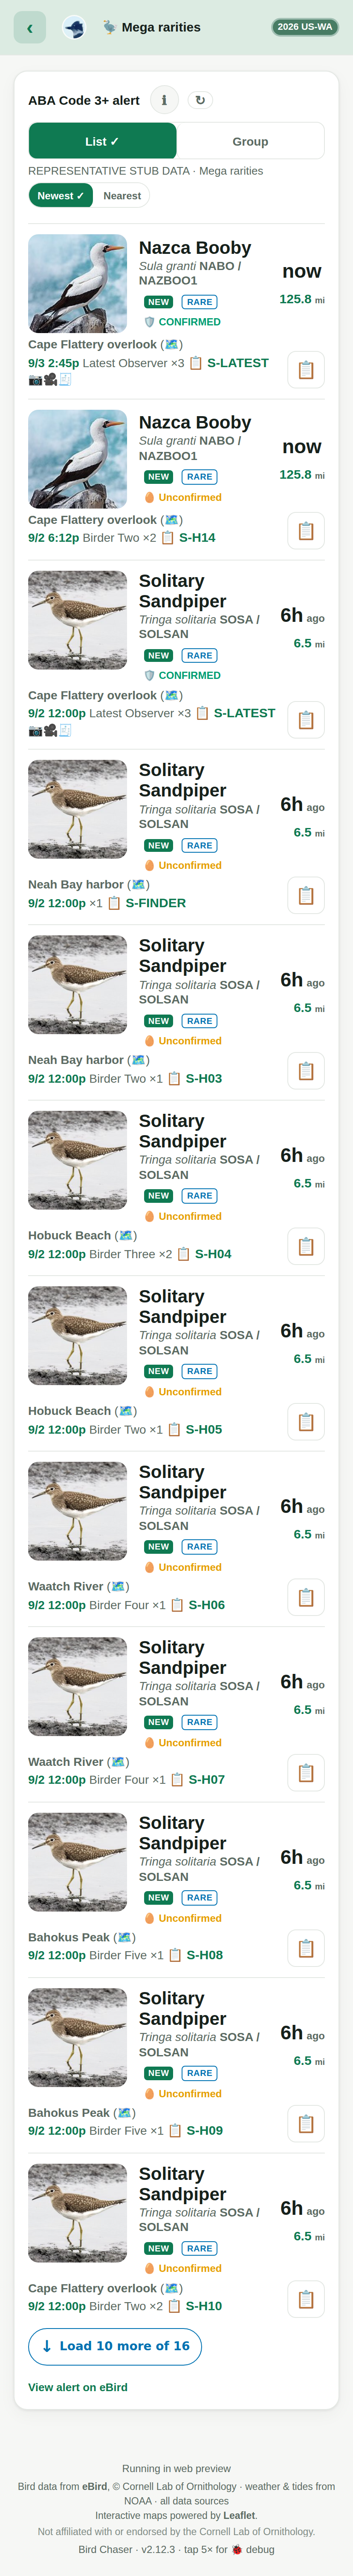 ‹ 🦤 Mega rarities 2026 US-WA
ABA Code 3+ alert ℹ ↻
List ✓ Group
REPRESENTATIVE STUB DATA · Mega rarities
Newest ✓ Nearest
Nazca Booby
Sula granti NABO /
NAZBOO1
now
125.8 mi
NEW RARE
🛡️ CONFIRMED
Cape Flattery overlook (🗺️)
9/3 2:45p Latest Observer ×3 📋 S-LATEST
📷🎥🧾
Nazca Booby
Sula granti NABO /
NAZBOO1
now
125.8 mi
NEW RARE
🥚 Unconfirmed
Cape Flattery overlook (🗺️)
9/2 6:12p Birder Two ×2 📋 S-H14
Solitary
Sandpiper
Tringa solitaria SOSA /
SOLSAN
6h ago
6.5 mi
NEW RARE
🛡️ CONFIRMED
Cape Flattery overlook (🗺️)
9/2 12:00p Latest Observer ×3 📋 S-LATEST
📷🎥🧾
Solitary
Sandpiper
Tringa solitaria SOSA /
SOLSAN
6h ago
6.5 mi
NEW RARE
🥚 Unconfirmed
Neah Bay harbor (🗺️)
9/2 12:00p ×1 📋 S-FINDER
Solitary
Sandpiper
Tringa solitaria SOSA /
SOLSAN
6h ago
6.5 mi
NEW RARE
🥚 Unconfirmed
Neah Bay harbor (🗺️)
9/2 12:00p Birder Two ×1 📋 S-H03
Solitary
Sandpiper
Tringa solitaria SOSA /
SOLSAN
6h ago
6.5 mi
NEW RARE
🥚 Unconfirmed
Hobuck Beach (🗺️)
9/2 12:00p Birder Three ×2 📋 S-H04
Solitary
Sandpiper
Tringa solitaria SOSA /
SOLSAN
6h ago
6.5 mi
NEW RARE
🥚 Unconfirmed
Hobuck Beach (🗺️)
9/2 12:00p Birder Two ×1 📋 S-H05
Solitary
Sandpiper
Tringa solitaria SOSA /
SOLSAN
6h ago
6.5 mi
NEW RARE
🥚 Unconfirmed
Waatch River (🗺️)
9/2 12:00p Birder Four ×1 📋 S-H06
Solitary
Sandpiper
Tringa solitaria SOSA /
SOLSAN
6h ago
6.5 mi
NEW RARE
🥚 Unconfirmed
Waatch River (🗺️)
9/2 12:00p Birder Four ×1 📋 S-H07
Solitary
Sandpiper
Tringa solitaria SOSA /
SOLSAN
6h ago
6.5 mi
NEW RARE
🥚 Unconfirmed
Bahokus Peak (🗺️)
9/2 12:00p Birder Five ×1 📋 S-H08
Solitary
Sandpiper
Tringa solitaria SOSA /
SOLSAN
6h ago
6.5 mi
NEW RARE
🥚 Unconfirmed
Bahokus Peak (🗺️)
9/2 12:00p Birder Five ×1 📋 S-H09
Solitary
Sandpiper
Tringa solitaria SOSA /
SOLSAN
6h ago
6.5 mi
NEW RARE
🥚 Unconfirmed
Cape Flattery overlook (🗺️)
9/2 12:00p Birder Two ×2 📋 S-H10
↓ Load 10 more of 16
View alert on eBird
Running in web preview
Bird data from eBird, © Cornell Lab of Ornithology · weather & tides from
NOAA · all data sources
Interactive maps powered by Leaflet.
Not affiliated with or endorsed by the Cornell Lab of Ornithology.
Bird Chaser · v2.12.3 · tap 5× for 🐞 debug